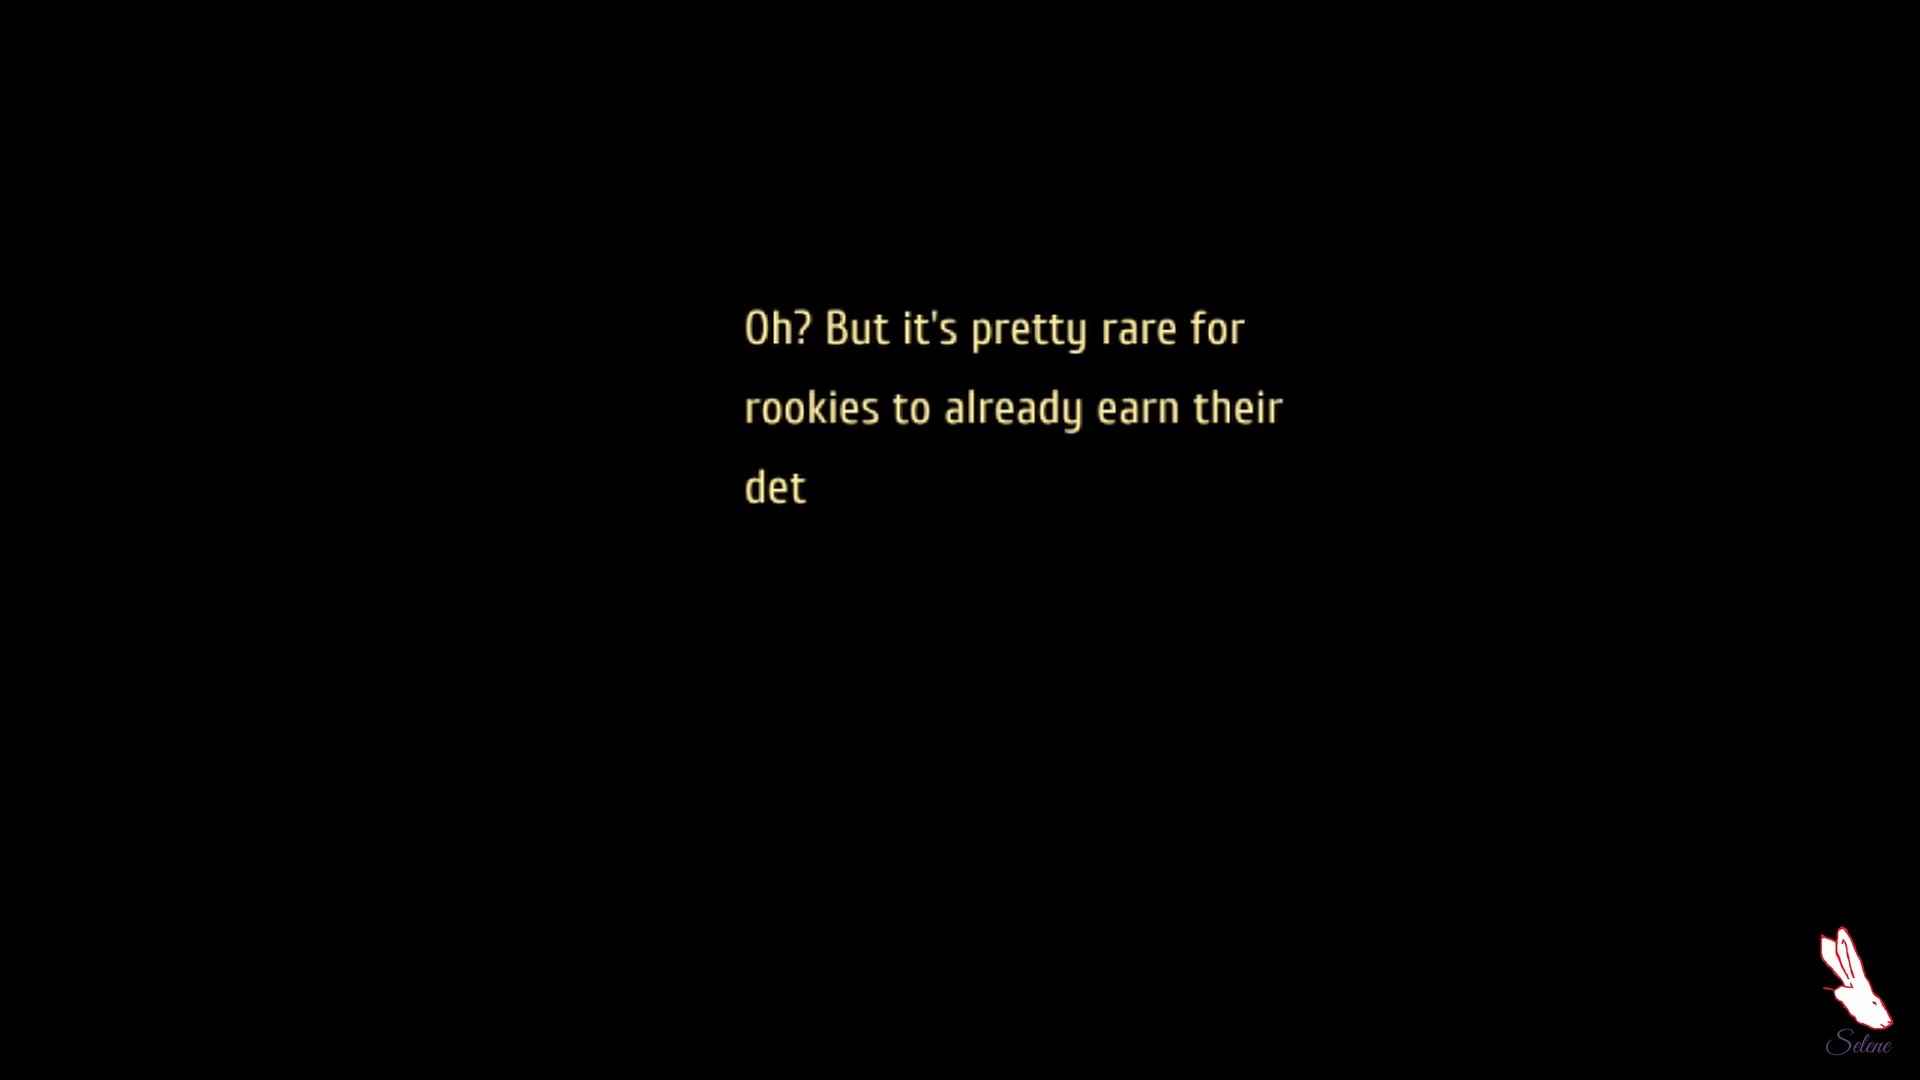 Oh? But it's pretty rare for
rookies to already earn their
det
Selene